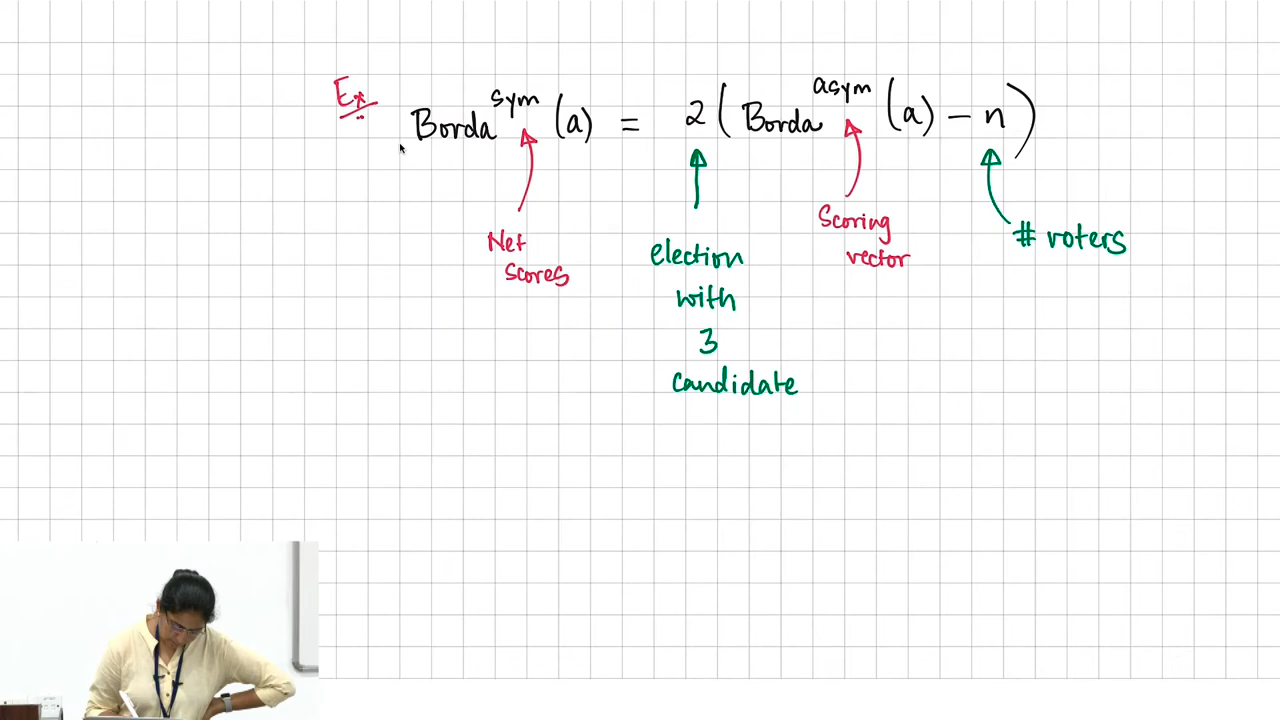 Ex
Borda^sym (a) = 2 (Borda^asym (a) - n)
Net
scores
election
with
3
candidate
Scoring
vector
# voters